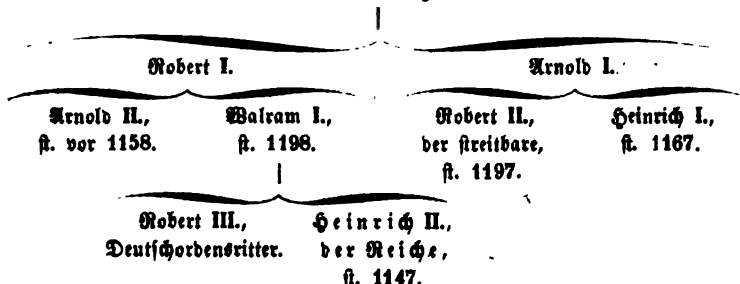 Robert I. Arnold I.
Arnold II., Walram I., Robert II., Heinrich I.,
st. vor 1158. st. 1198. der streitbare, st. 1167.
st. 1197.
Robert III., Heinrich II.,
Deutschordensritter. der Reiche,
st. 1147.